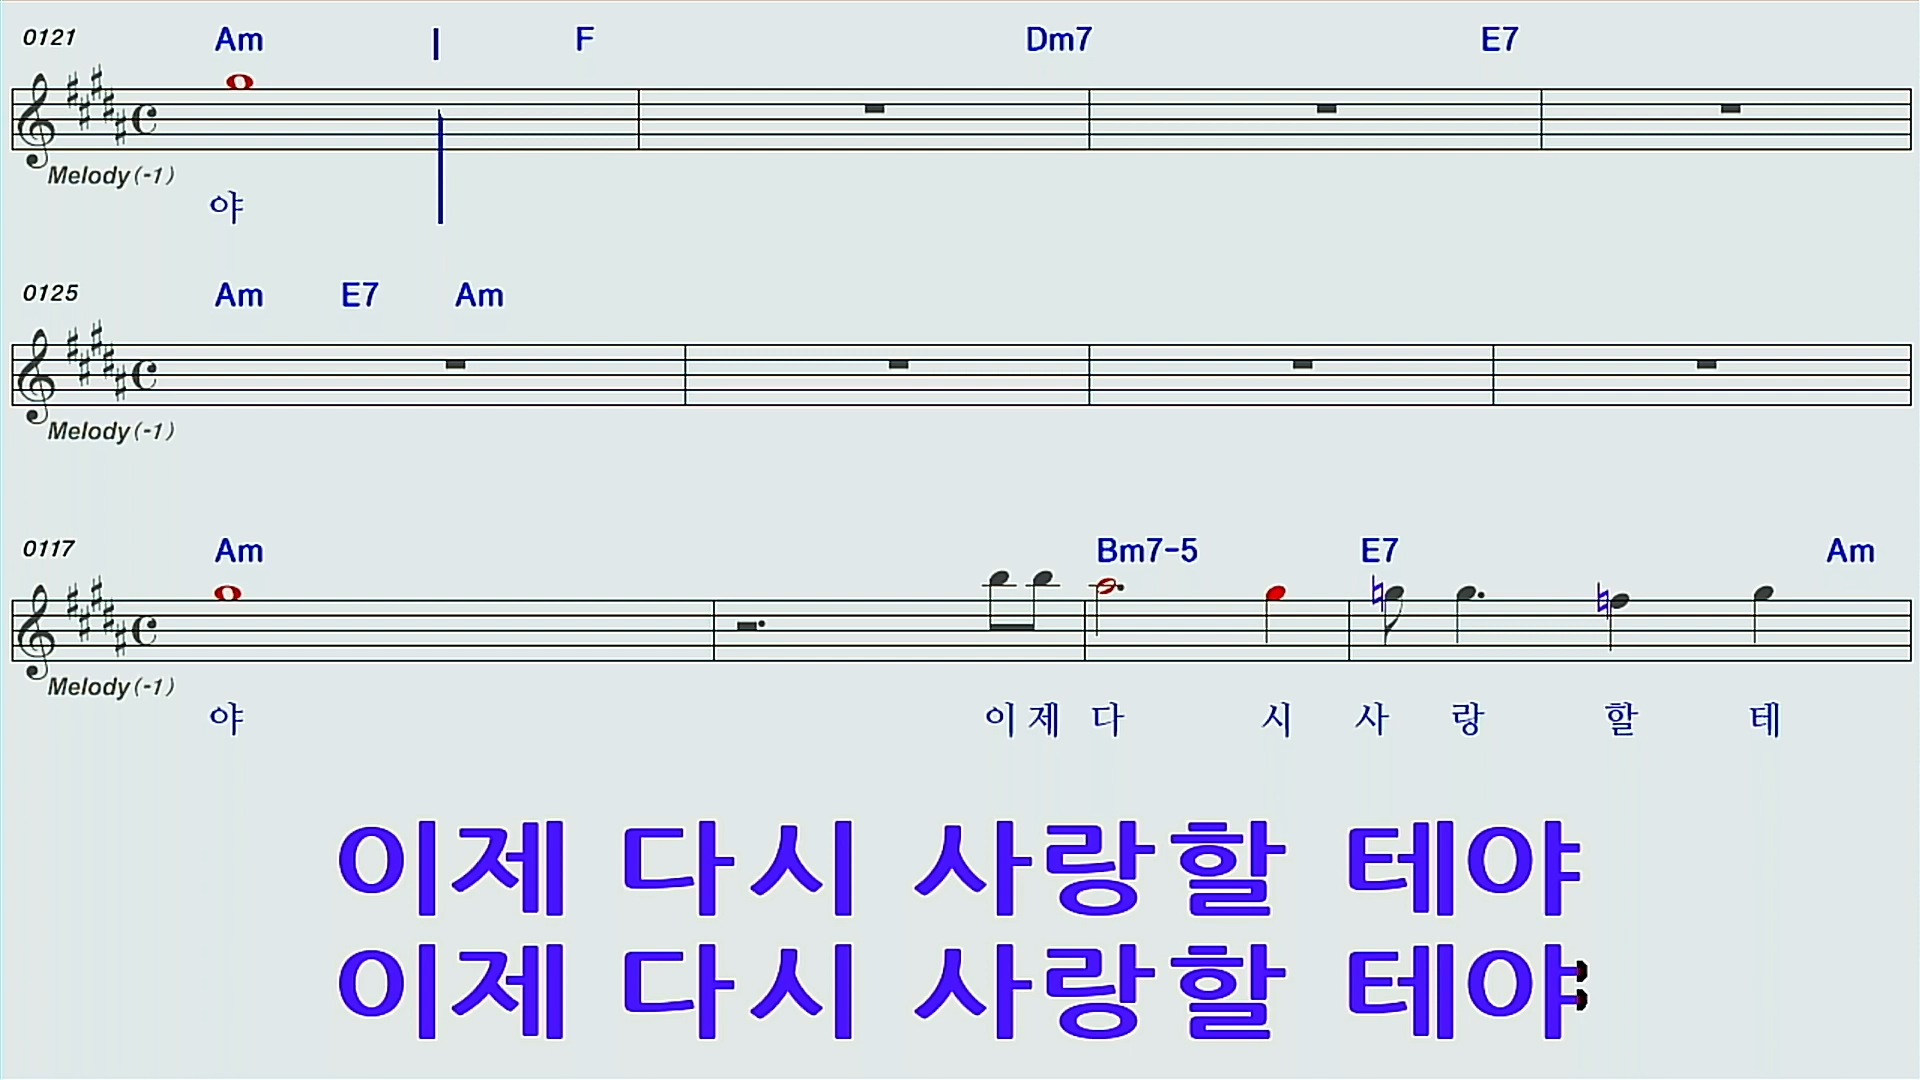 0121 Am F Dm7 E7
Melody(-1)
야
0125 Am E7 Am
Melody(-1)
0117 Am Bm7-5 E7 Am
Melody(-1)
야 이 제 다 시 사 랑 할 테
이제 다시 사랑할 테야
이제 다시 사랑할 테야